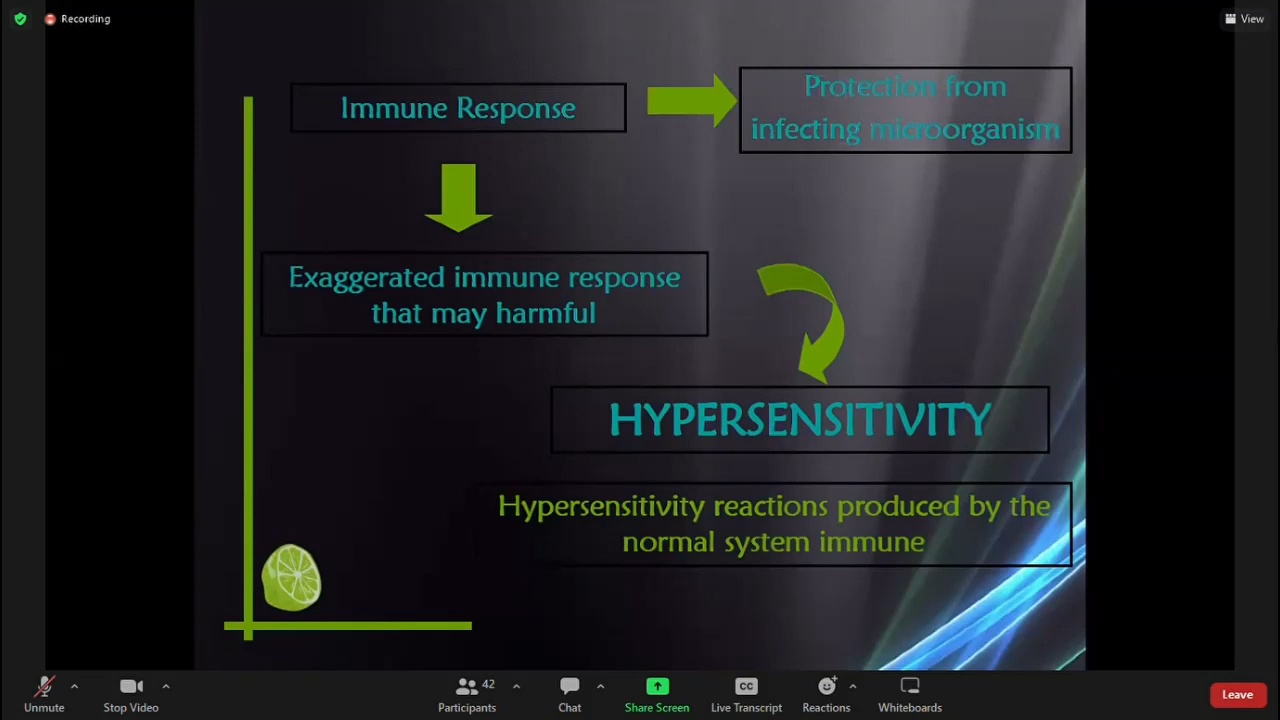 Recording
View
Immune Response
Protection from
infecting microorganism
Exaggerated immune response
that may harmful
HYPERSENSITIVITY
Hypersensitivity reactions produced by the
normal system immune
Unmute
Stop Video
42
Participants
Chat
Share Screen
CC
Live Transcript
Reactions
Whiteboards
Leave